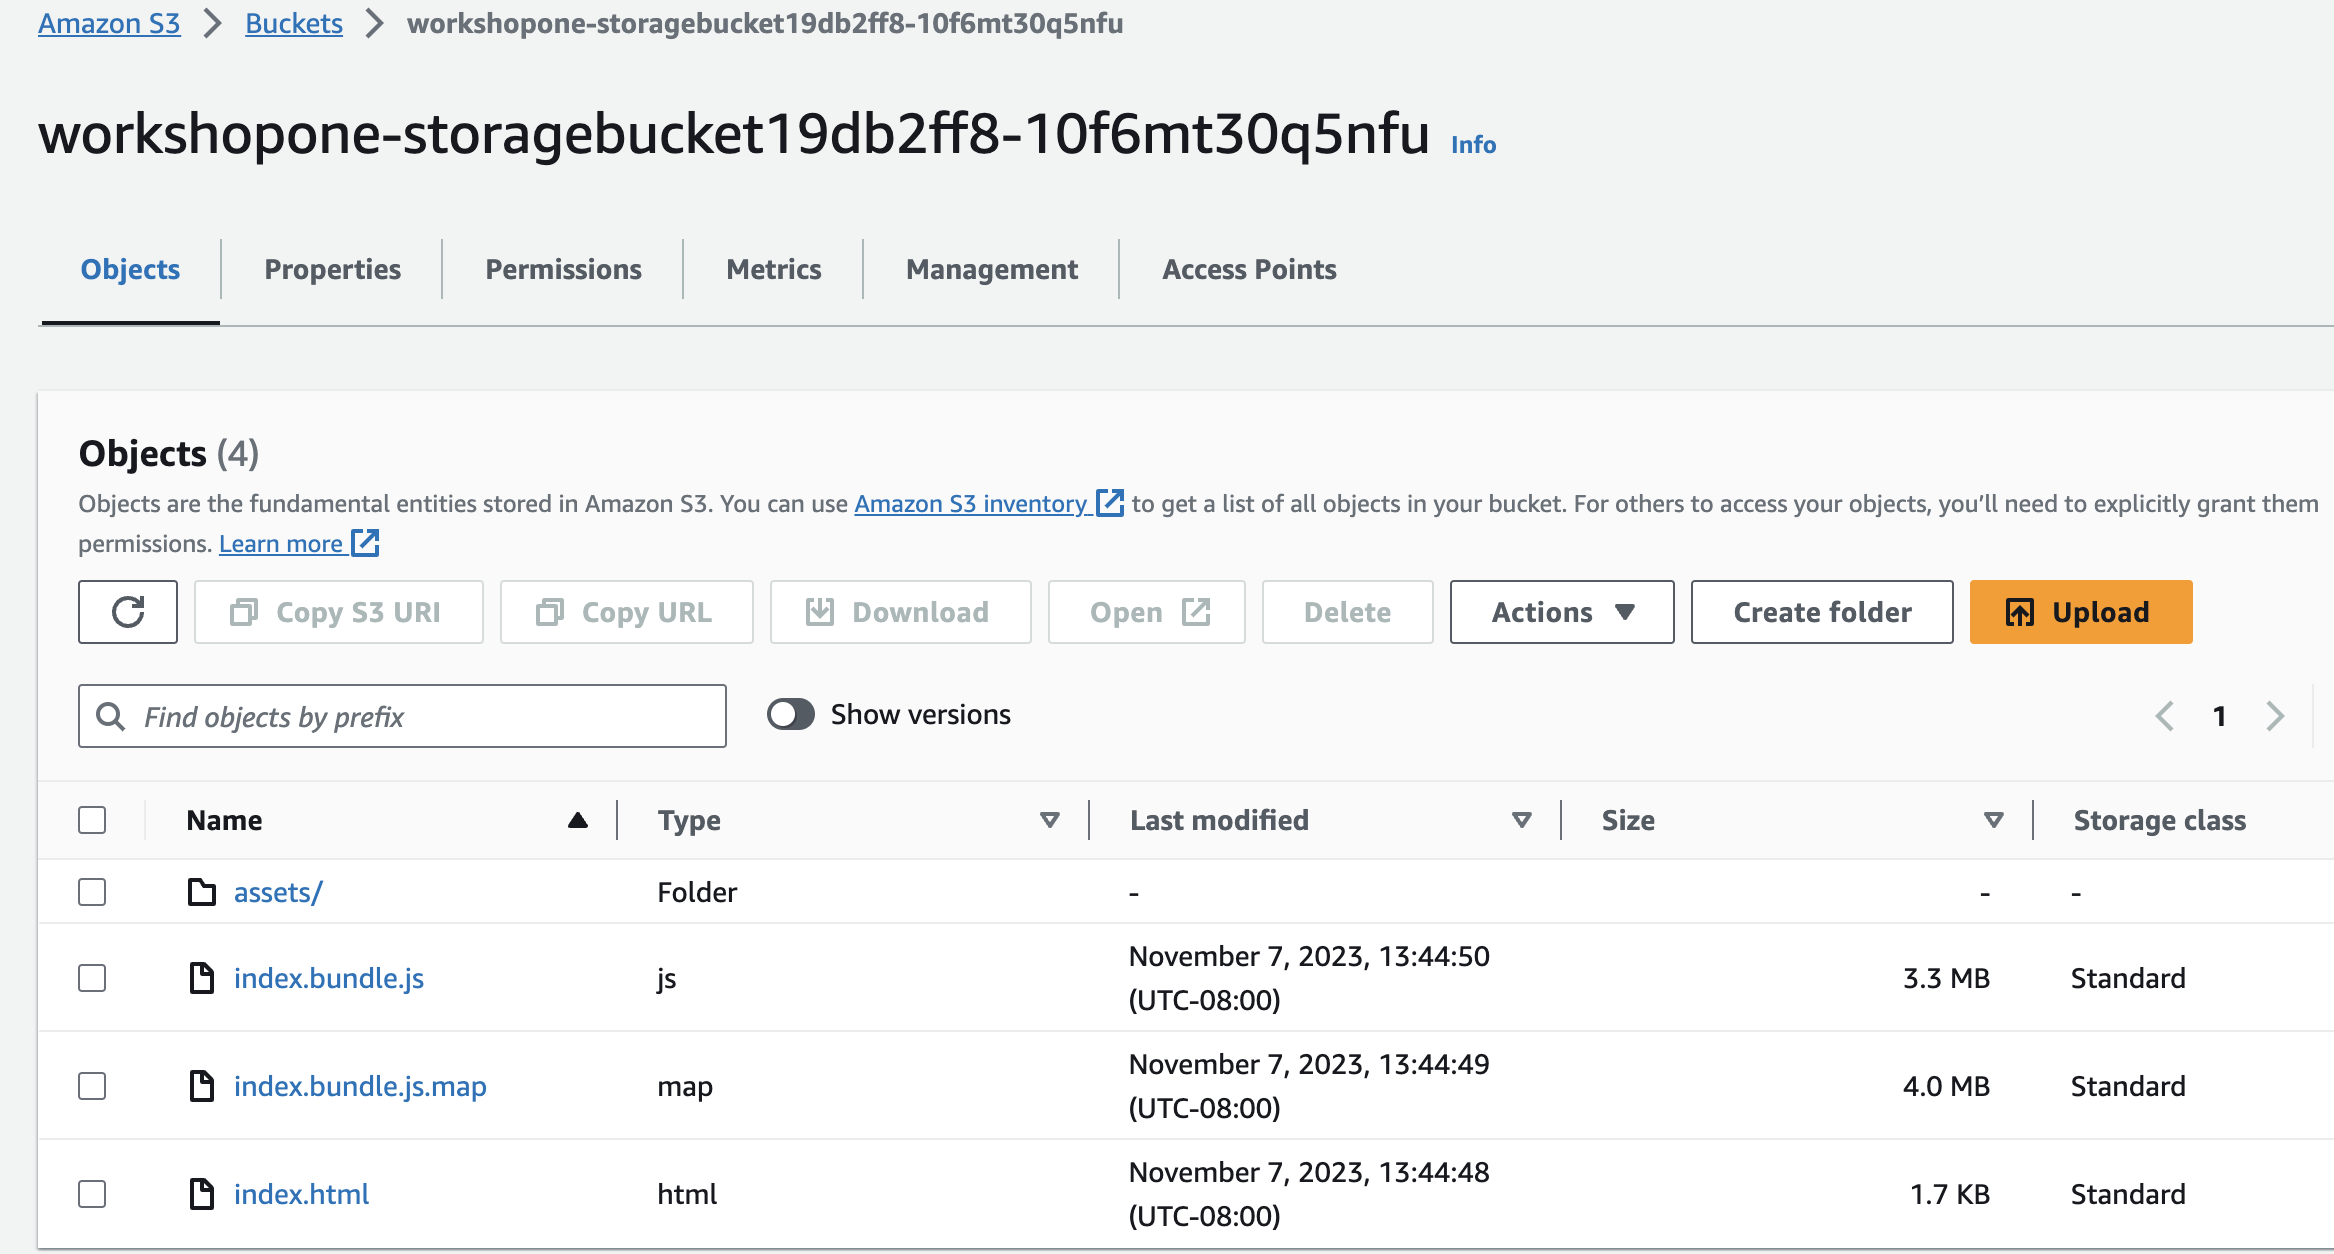 Amazon S3 Buckets workshopone-storagebucket19db2ff8-10f6mt30q5nfu
workshopone-storagebucket19db2ff8-10f6mt30q5nfu Info
Objects Properties Permissions Metrics Management Access Points
Objects (4)
Objects are the fundamental entities stored in Amazon S3. You can use Amazon S3 inventory to get a list of all objects in your bucket. For others to access your objects, you’ll need to explicitly grant them
permissions. Learn more
Copy S3 URI Copy URL Download Open Delete Actions Create folder Upload
Find objects by prefix Show versions 1
Name Type Last modified Size Storage class
assets/ Folder - - -
index.bundle.js js November 7, 2023, 13:44:50 (UTC-08:00) 3.3 MB Standard
index.bundle.js.map map November 7, 2023, 13:44:49 (UTC-08:00) 4.0 MB Standard
index.html html November 7, 2023, 13:44:48 (UTC-08:00) 1.7 KB Standard